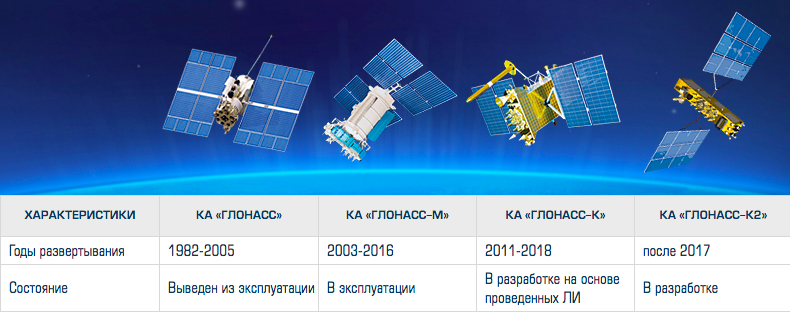 ХАРАКТЕРИСТИКИ КА «ГЛОНАСС» КА «ГЛОНАСС–М» КА «ГЛОНАСС–К» КА «ГЛОНАСС–К2»
Годы развертывания 1982-2005 2003-2016 2011-2018 после 2017
Состояние Выведен из эксплуатации В эксплуатации В разработке на основе проведенных ЛИ В разработке